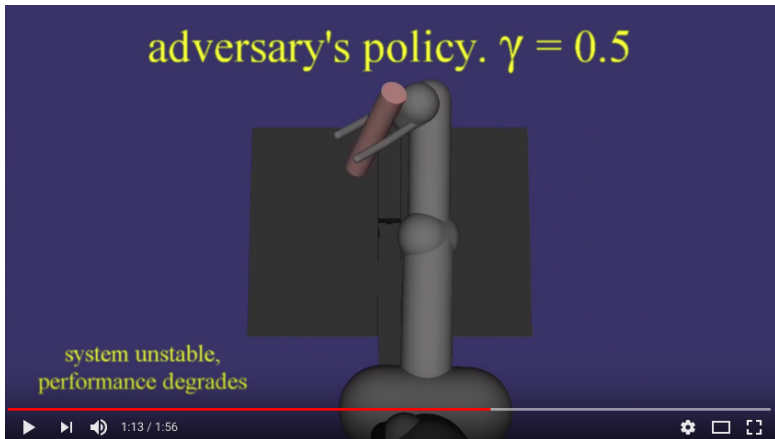 adversary's policy. γ = 0.5
system unstable,
performance degrades
1:13 / 1:56